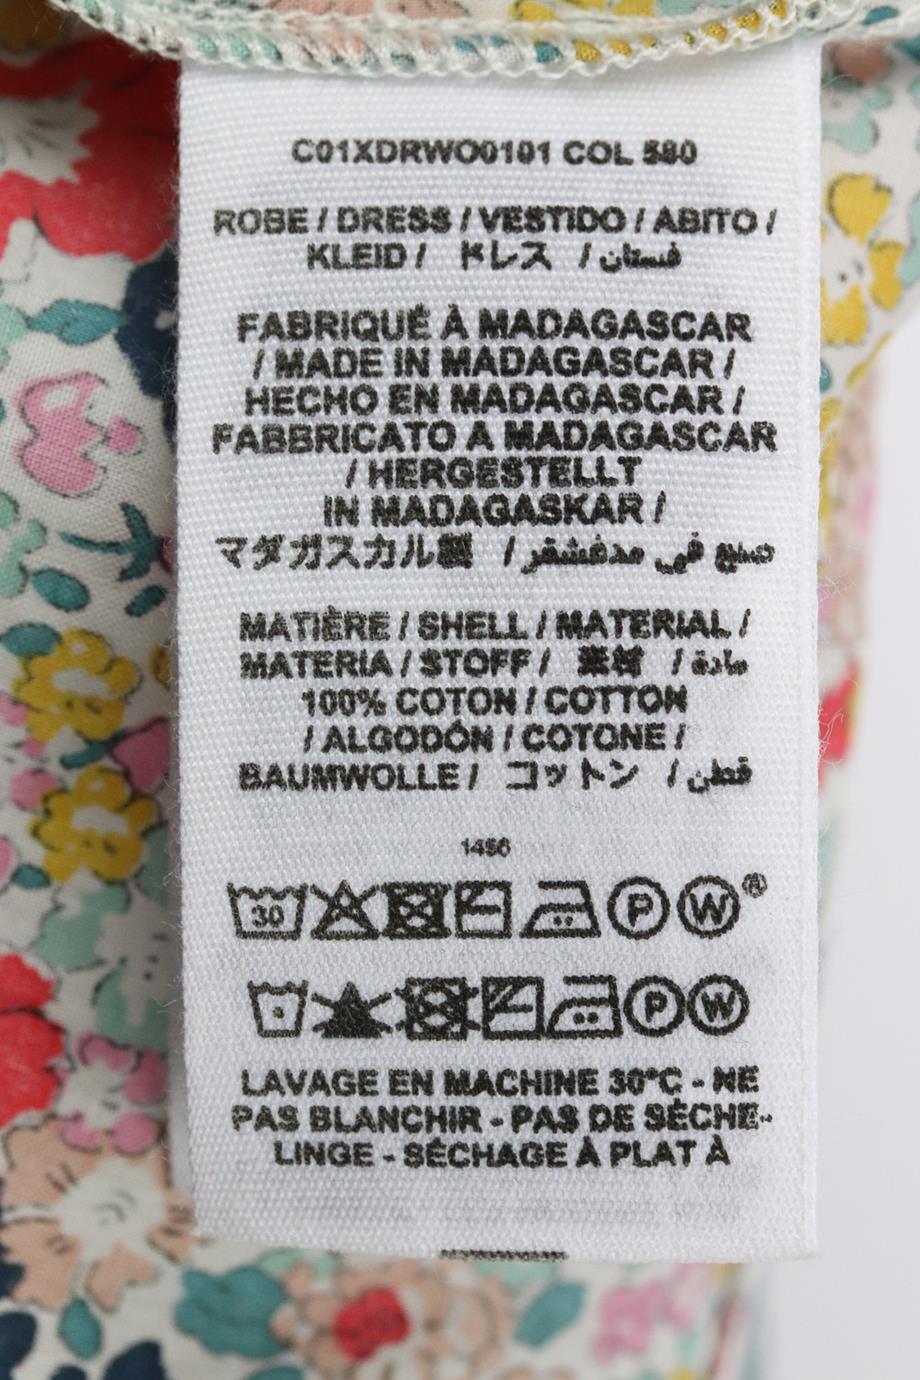 C01XDRWO0101 COL 580
ROBE / DRESS / VESTIDO / ABITO /
KLEID / ドレス / فستان
FABRIQUÉ À MADAGASCAR
/ MADE IN MADAGASCAR /
HECHO EN MADAGASCAR /
FABBRICATO A MADAGASCAR
/ HERGESTELLT
IN MADAGASKAR /
マダガスカル製 / صنع في مدغشقر
MATIÈRE / SHELL / MATERIAL /
MATERIA / STOFF / 素材 / مادة
100% COTON / COTTON
/ ALGODÓN / COTONE /
BAUMWOLLE / コットン / قطن
1456
30 P W®
P W
LAVAGE EN MACHINE 30°C - NE
PAS BLANCHIR - PAS DE SÈCHE-
LINGE - SÉCHAGE À PLAT À